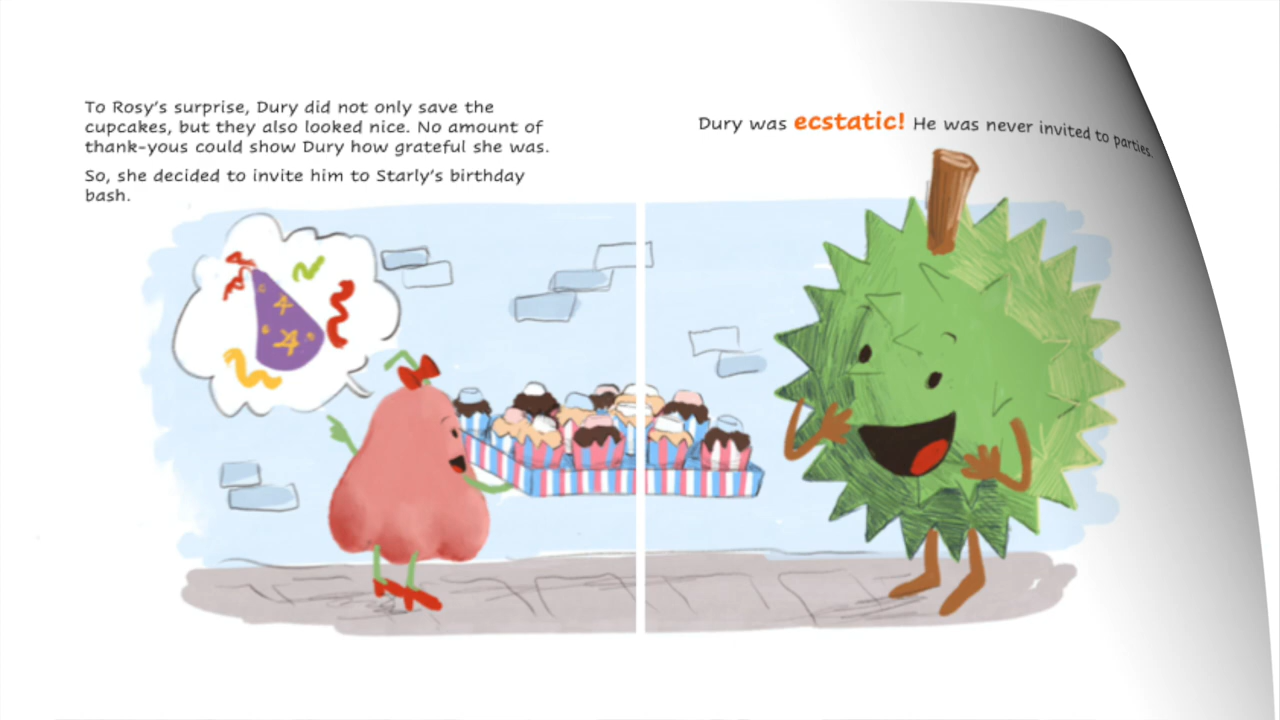 To Rosy's surprise, Dury did not only save the
cupcakes, but they also looked nice. No amount of
thank-yous could show Dury how grateful she was.
So, she decided to invite him to Starly's birthday
bash.
Dury was ecstatic! He was never invited to parties.